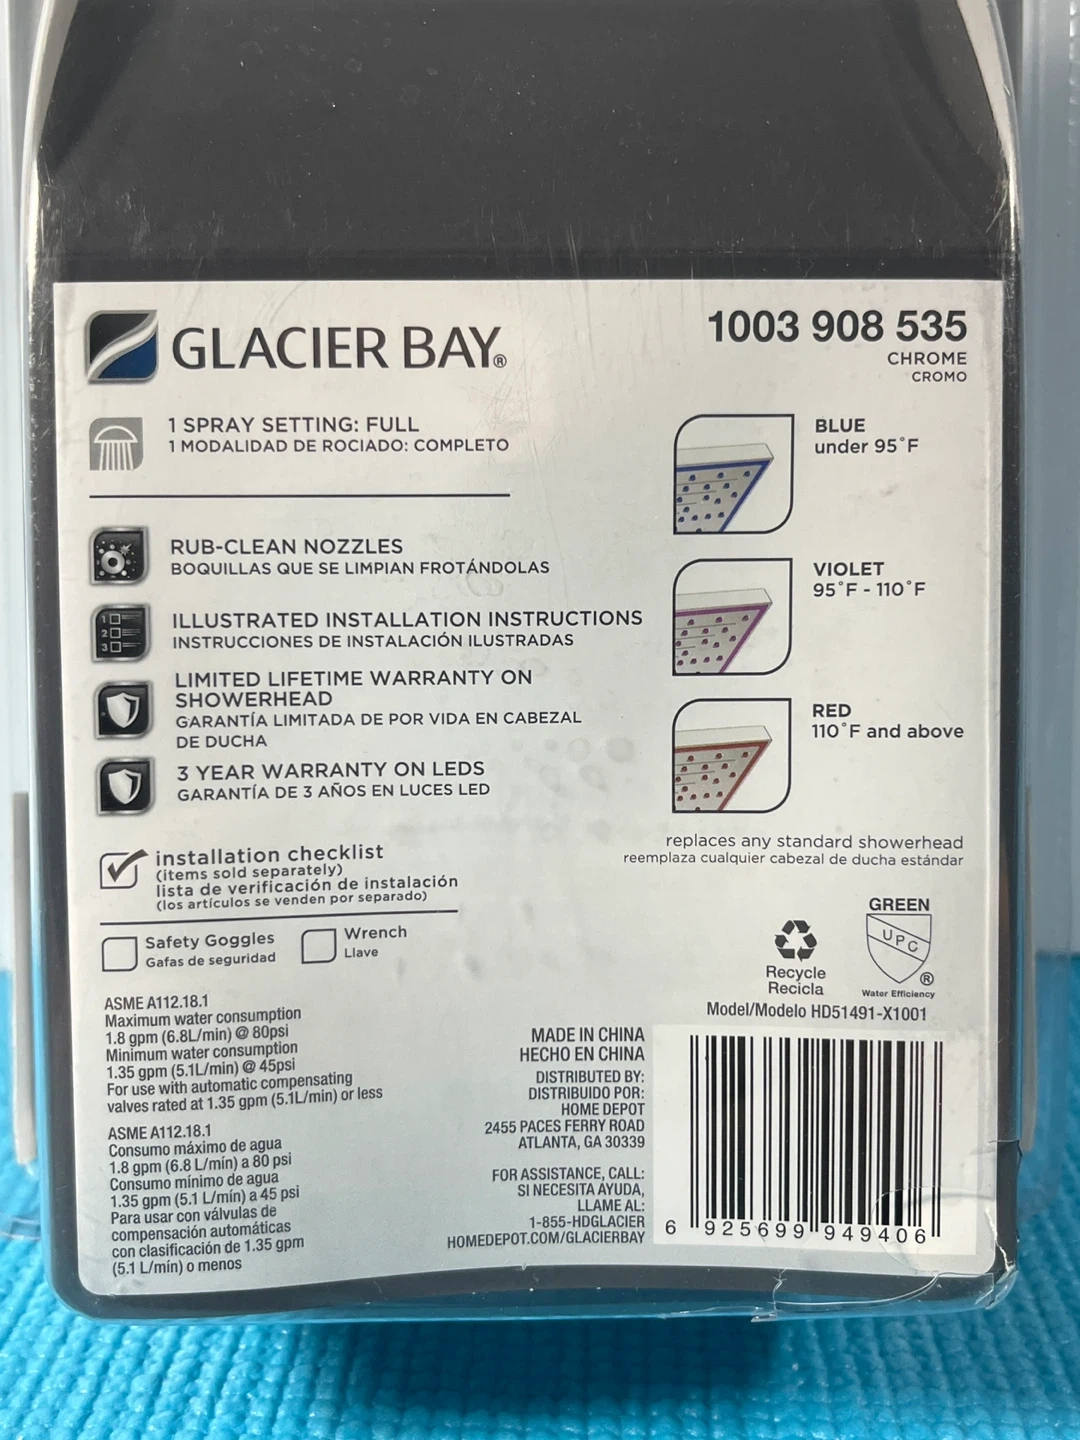 GLACIER BAY®
1003 908 535
CHROME
CROMO
1 SPRAY SETTING: FULL
1 MODALIDAD DE ROCIADO: COMPLETO
RUB-CLEAN NOZZLES
BOQUILLAS QUE SE LIMPIAN FROTÁNDOLAS
1
2
3
ILLUSTRATED INSTALLATION INSTRUCTIONS
INSTRUCCIONES DE INSTALACIÓN ILUSTRADAS
LIMITED LIFETIME WARRANTY ON
SHOWERHEAD
GARANTÍA LIMITADA DE POR VIDA EN CABEZAL
DE DUCHA
3 YEAR WARRANTY ON LEDS
GARANTÍA DE 3 AÑOS EN LUCES LED
BLUE
under 95°F
VIOLET
95°F - 110°F
RED
110°F and above
replaces any standard showerhead
reemplaza cualquier cabezal de ducha estándar
installation checklist
(items sold separately)
lista de verificación de instalación
(los artículos se venden por separado)
Safety Goggles
Gafas de seguridad
Wrench
Llave
Recycle
Recicla
GREEN
UPC
®
Water Efficiency
Model/Modelo HD51491-X1001
ASME A112.18.1
Maximum water consumption
1.8 gpm (6.8L/min) @ 80psi
Minimum water consumption
1.35 gpm (5.1L/min) @ 45psi
For use with automatic compensating
valves rated at 1.35 gpm (5.1L/min) or less
ASME A112.18.1
Consumo máximo de agua
1.8 gpm (6.8 L/mín) a 80 psi
Consumo mínimo de agua
1.35 gpm (5.1 L/mín) a 45 psi
Para usar con válvulas de
compensación automáticas
con clasificación de 1.35 gpm
(5.1 L/mín) o menos
MADE IN CHINA
HECHO EN CHINA
DISTRIBUTED BY:
DISTRIBUIDO POR:
HOME DEPOT
2455 PACES FERRY ROAD
ATLANTA, GA 30339
FOR ASSISTANCE, CALL:
SI NECESITA AYUDA,
LLAME AL:
1-855-HDGLACIER
HOMEDEPOT.COM/GLACIERBAY
6 925699 949406